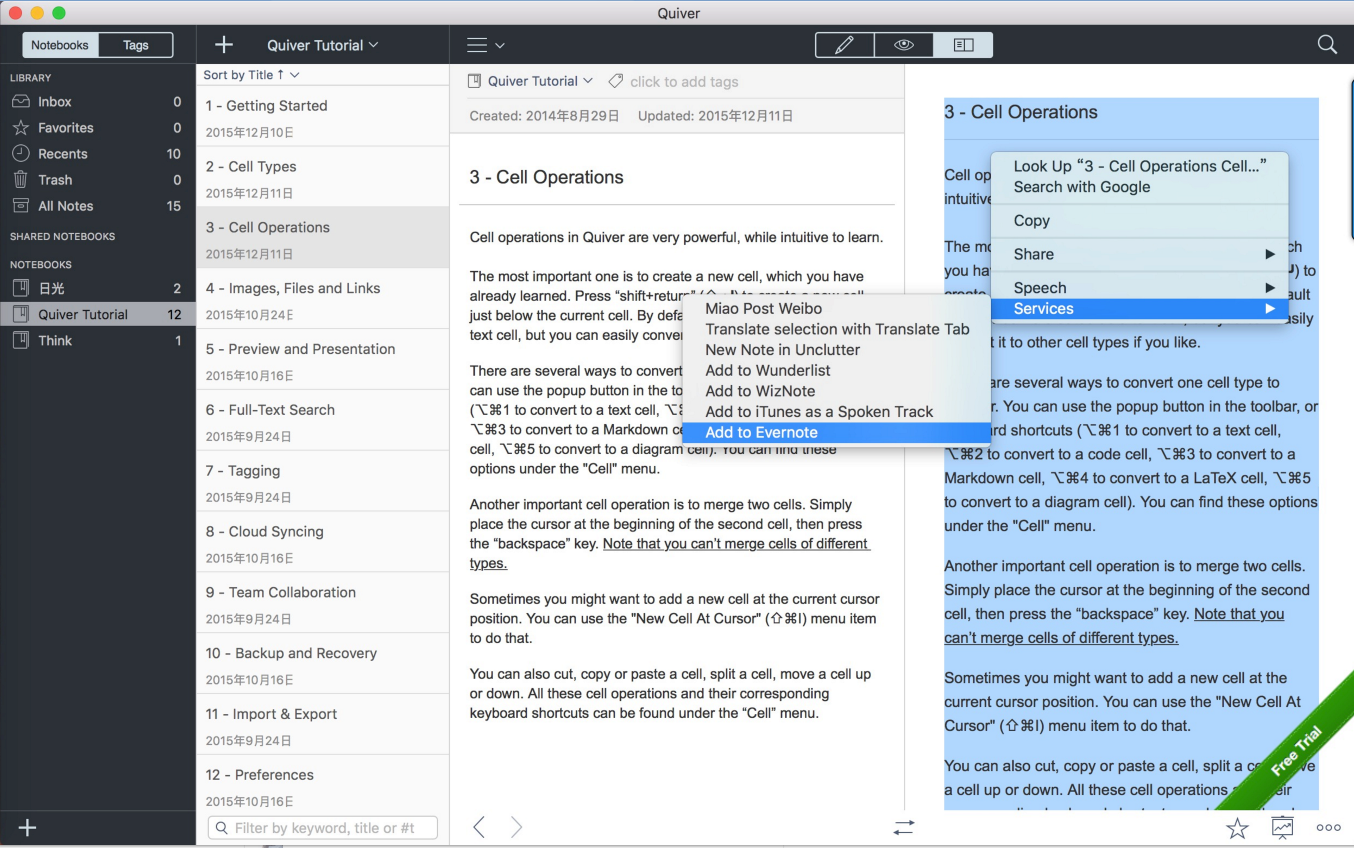 Quiver
Notebooks Tags
Quiver Tutorial
LIBRARY
Inbox 0
Favorites 0
Recents 10
Trash 0
All Notes 15
SHARED NOTEBOOKS
NOTEBOOKS
日光 2
Quiver Tutorial 12
Think 1
Sort by Title ↑
1 - Getting Started
2015年12月10日
2 - Cell Types
2015年12月11日
3 - Cell Operations
2015年12月11日
4 - Images, Files and Links
2015年10月24日
5 - Preview and Presentation
2015年10月16日
6 - Full-Text Search
2015年9月24日
7 - Tagging
2015年9月24日
8 - Cloud Syncing
2015年10月16日
9 - Team Collaboration
2015年9月24日
10 - Backup and Recovery
2015年10月16日
11 - Import & Export
2015年9月24日
12 - Preferences
2015年10月16日
Filter by keyword, title or #t
Quiver Tutorial click to add tags
Created: 2014年8月29日 Updated: 2015年12月11日
3 - Cell Operations
Cell operations in Quiver are very powerful, while intuitive to learn.
The most important one is to create a new cell, which you have
already learned. Press “shift+return” (⇧ to create a new cell
just below the current cell. By defa
text cell, but you can easily conver
There are several ways to convert
can use the popup button in the to
(⌥⌘1 to convert to a text cell, ⌥
⌥⌘3 to convert to a Markdown ce
cell, ⌥⌘5 to convert to a diagram cell). You can find these
options under the "Cell" menu.
Another important cell operation is to merge two cells. Simply
place the cursor at the beginning of the second cell, then press
the “backspace” key. Note that you can’t merge cells of different
types.
Sometimes you might want to add a new cell at the current cursor
position. You can use the "New Cell At Cursor" (⇧⌘I) menu item
to do that.
You can also cut, copy or paste a cell, split a cell, move a cell up
or down. All these cell operations and their corresponding
keyboard shortcuts can be found under the “Cell” menu.
Look Up “3 - Cell Operations Cell...”
Search with Google
Copy
Share
Speech
Services
Miao Post Weibo
Translate selection with Translate Tab
New Note in Unclutter
Add to Wunderlist
Add to WizNote
Add to iTunes as a Spoken Track
Add to Evernote
3 - Cell Operations
Cell op
intuitive
The mo ch
you ha ) to
create ault
asily
t it to other cell types if you like.
are several ways to convert one cell type to
r. You can use the popup button in the toolbar, or
rd shortcuts (⌥⌘1 to convert to a text cell,
⌥⌘2 to convert to a code cell, ⌥⌘3 to convert to a
Markdown cell, ⌥⌘4 to convert to a LaTeX cell, ⌥⌘5
to convert to a diagram cell). You can find these options
under the "Cell" menu.
Another important cell operation is to merge two cells.
Simply place the cursor at the beginning of the second
cell, then press the “backspace” key. Note that you
can’t merge cells of different types.
Sometimes you might want to add a new cell at the
current cursor position. You can use the "New Cell At
Cursor" (⇧⌘I) menu item to do that.
You can also cut, copy or paste a cell, split a ce ve
a cell up or down. All these cell operations eir
Free Trial